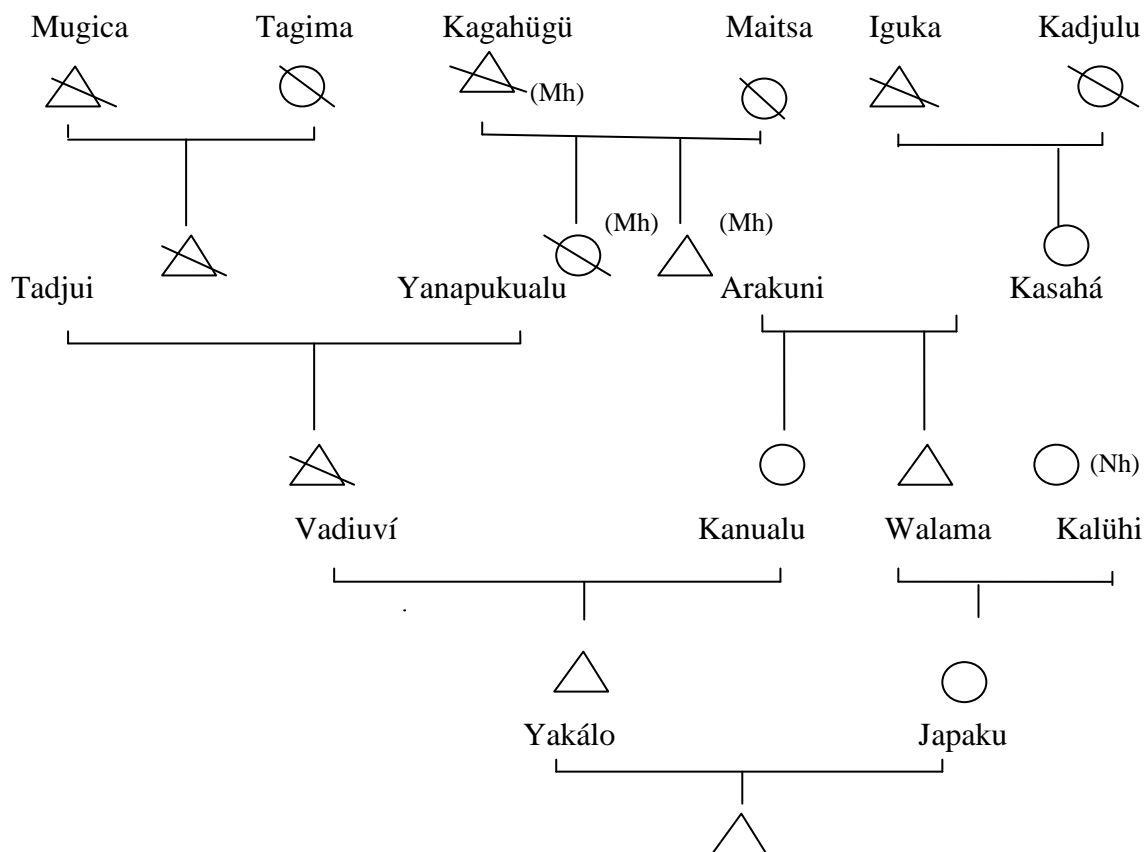 Mugica Tagima Kagahügü Maitsa Iguka Kadjulu
(Mh)
(Mh) (Mh)
Tadjui Yanapukualu Arakuni Kasahá
(Nh)
Vadiuví Kanualu Walama Kalühi
Yakálo Japaku